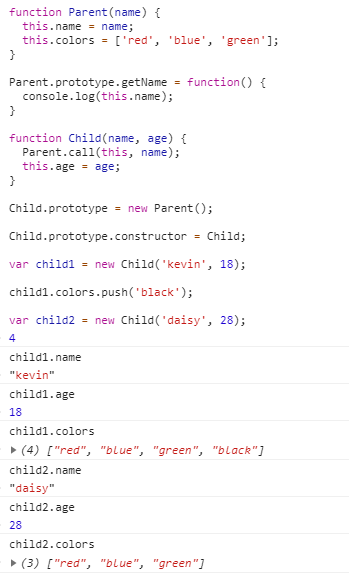 function Parent(name) {
  this.name = name;
  this.colors = ['red', 'blue', 'green'];
}
Parent.prototype.getName = function() {
  console.log(this.name);
}
function Child(name, age) {
  Parent.call(this, name);
  this.age = age;
}
Child.prototype = new Parent();
Child.prototype.constructor = Child;
var child1 = new Child('kevin', 18);
child1.colors.push('black');
var child2 = new Child('daisy', 28);
4
child1.name
"kevin"
child1.age
18
child1.colors
(4) ["red", "blue", "green", "black"]
child2.name
"daisy"
child2.age
28
child2.colors
(3) ["red", "blue", "green"]